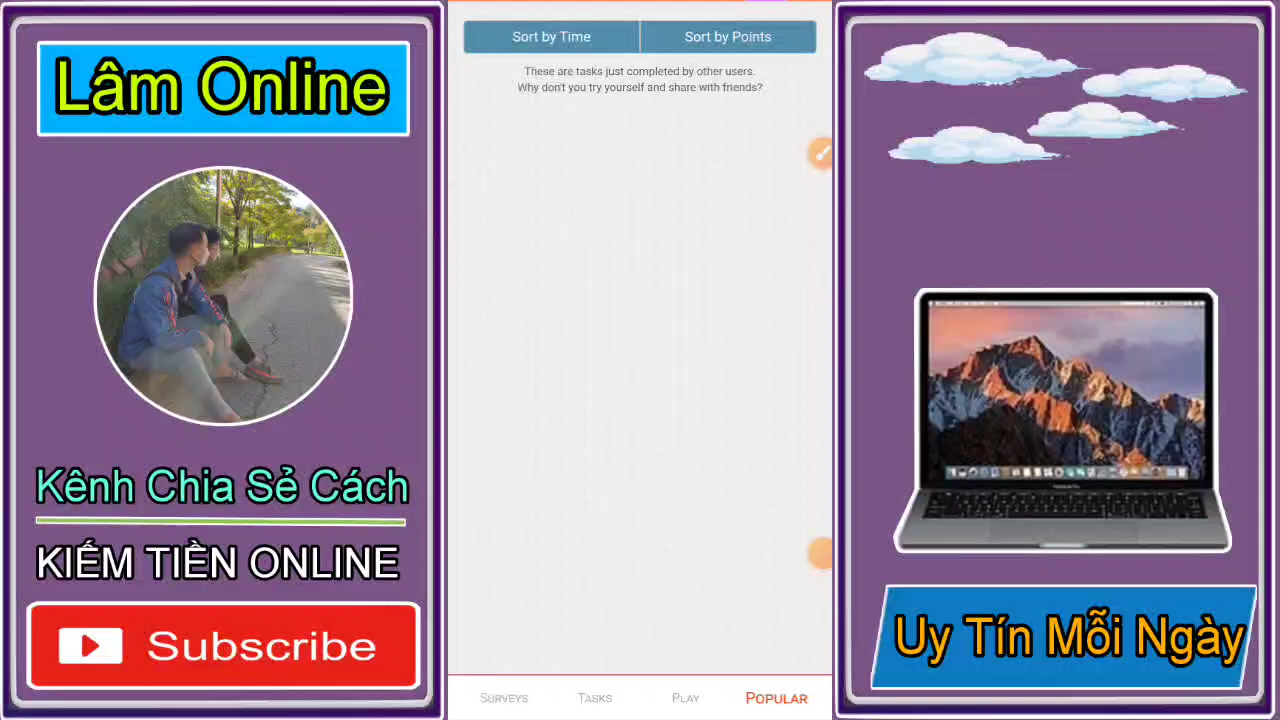 Lâm Online
Kênh Chia Sẻ Cách
KIẾM TIỀN ONLINE
Subscribe
Sort by Time
Sort by Points
These are tasks just completed by other users.
Why don't you try yourself and share with friends?
SURVEYS
TASKS
PLAY
POPULAR
Uy Tín Mỗi Ngày